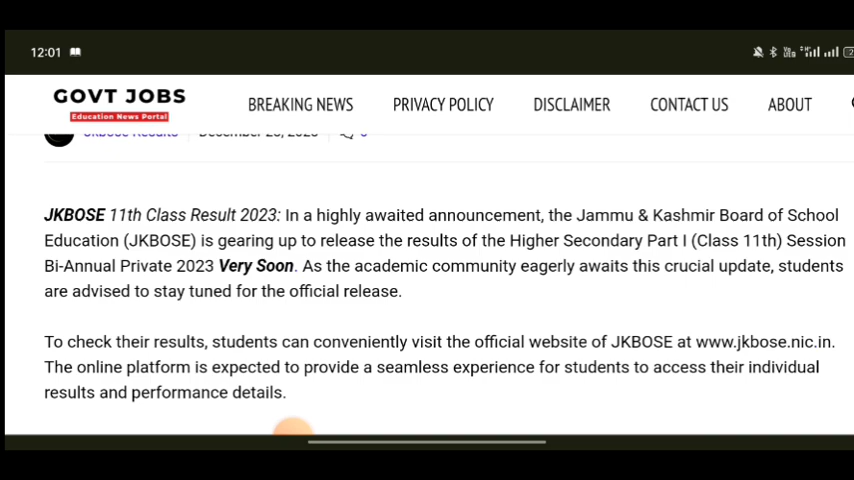 12:01
GOVT JOBS
Education News Portal
BREAKING NEWS PRIVACY POLICY DISCLAIMER CONTACT US ABOUT
JKBOSE 11th Class Result 2023: In a highly awaited announcement, the Jammu & Kashmir Board of School
Education (JKBOSE) is gearing up to release the results of the Higher Secondary Part I (Class 11th) Session
Bi-Annual Private 2023 Very Soon. As the academic community eagerly awaits this crucial update, students
are advised to stay tuned for the official release.
To check their results, students can conveniently visit the official website of JKBOSE at www.jkbose.nic.in.
The online platform is expected to provide a seamless experience for students to access their individual
results and performance details.